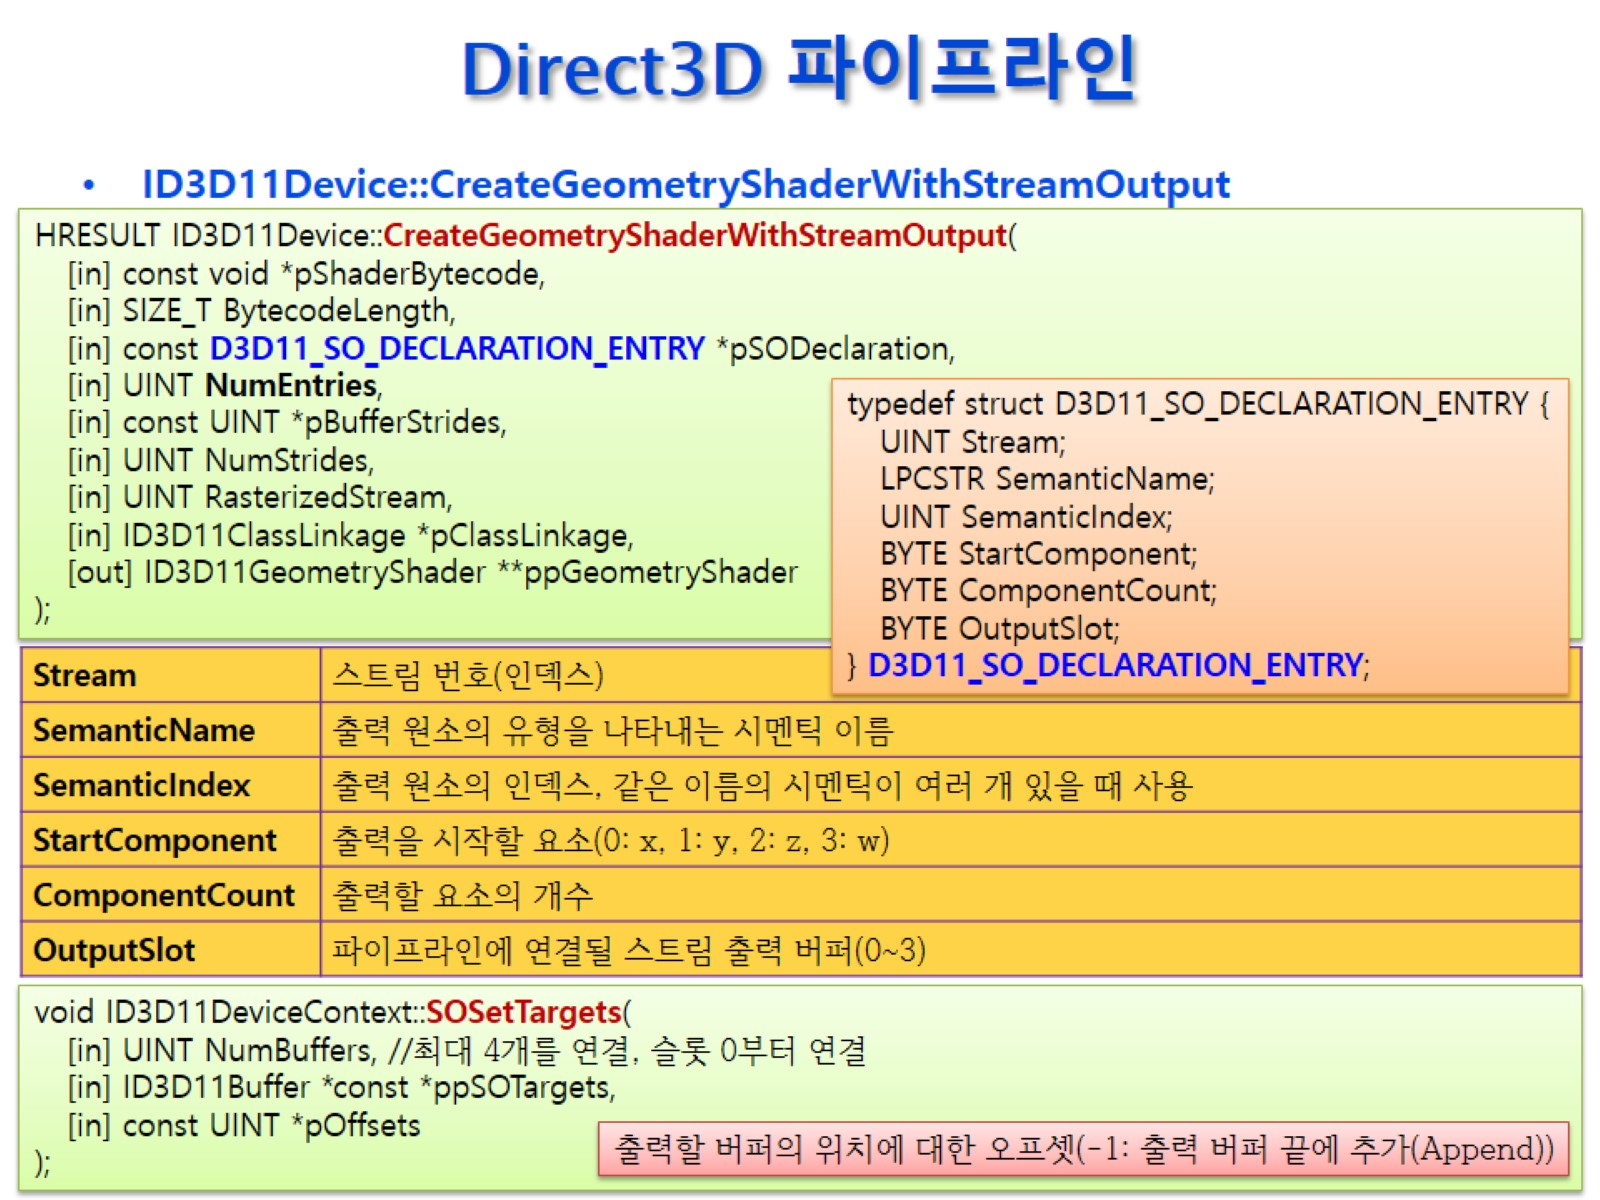 Direct3D 파이프라인
• ID3D11Device::CreateGeometryShaderWithStreamOutput
HRESULT ID3D11Device::CreateGeometryShaderWithStreamOutput(
[in] const void *pShaderBytecode,
[in] SIZE_T BytecodeLength,
[in] const D3D11_SO_DECLARATION_ENTRY *pSODeclaration,
[in] UINT NumEntries,
[in] const UINT *pBufferStrides,
[in] UINT NumStrides,
[in] UINT RasterizedStream,
[in] ID3D11ClassLinkage *pClassLinkage,
[out] ID3D11GeometryShader **ppGeometryShader
);
typedef struct D3D11_SO_DECLARATION_ENTRY {
UINT Stream;
LPCSTR SemanticName;
UINT SemanticIndex;
BYTE StartComponent;
BYTE ComponentCount;
BYTE OutputSlot;
} D3D11_SO_DECLARATION_ENTRY;
Stream 스트림 번호(인덱스)
SemanticName 출력 원소의 유형을 나타내는 시멘틱 이름
SemanticIndex 출력 원소의 인덱스, 같은 이름의 시멘틱이 여러 개 있을 때 사용
StartComponent 출력을 시작할 요소(0: x, 1: y, 2: z, 3: w)
ComponentCount 출력할 요소의 개수
OutputSlot 파이프라인에 연결될 스트림 출력 버퍼(0~3)
void ID3D11DeviceContext::SOSetTargets(
[in] UINT NumBuffers, //최대 4개를 연결, 슬롯 0부터 연결
[in] ID3D11Buffer *const *ppSOTargets,
[in] const UINT *pOffsets
);
출력할 버퍼의 위치에 대한 오프셋(-1: 출력 버퍼 끝에 추가(Append))